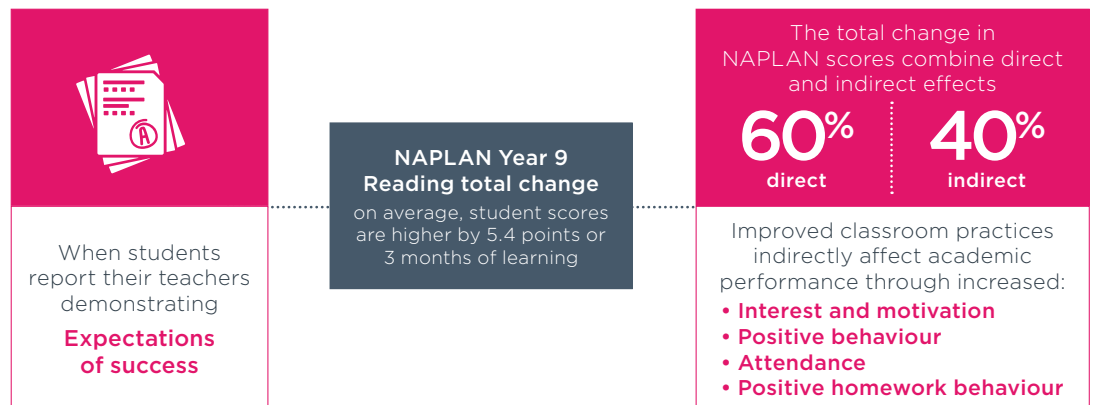 A
When students
report their teachers
demonstrating
Expectations
of success
NAPLAN Year 9
Reading total change
on average, student scores
are higher by 5.4 points or
3 months of learning
The total change in
NAPLAN scores combine direct
and indirect effects
60%
direct
40%
indirect
Improved classroom practices
indirectly affect academic
performance through increased:
• Interest and motivation
• Positive behaviour
• Attendance
• Positive homework behaviour